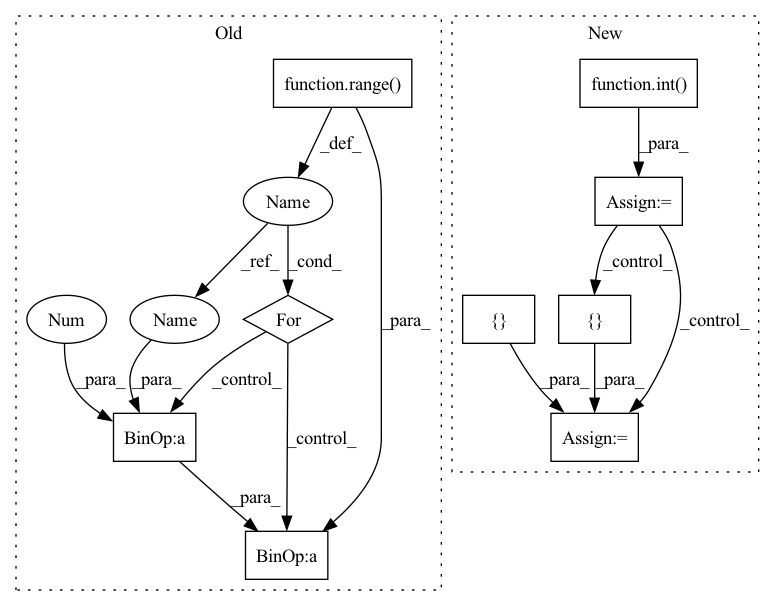 Old
New
function.range()
function.int()
_def_
_para_
Name
Assign:=
_ref_
_cond_
_control_
Num
Name
For
_para_
{}
{}
_control_
_para_
_para_
_control_
_para_
_para_
BinOp:a
_control_
Assign:=
_para_
BinOp:a